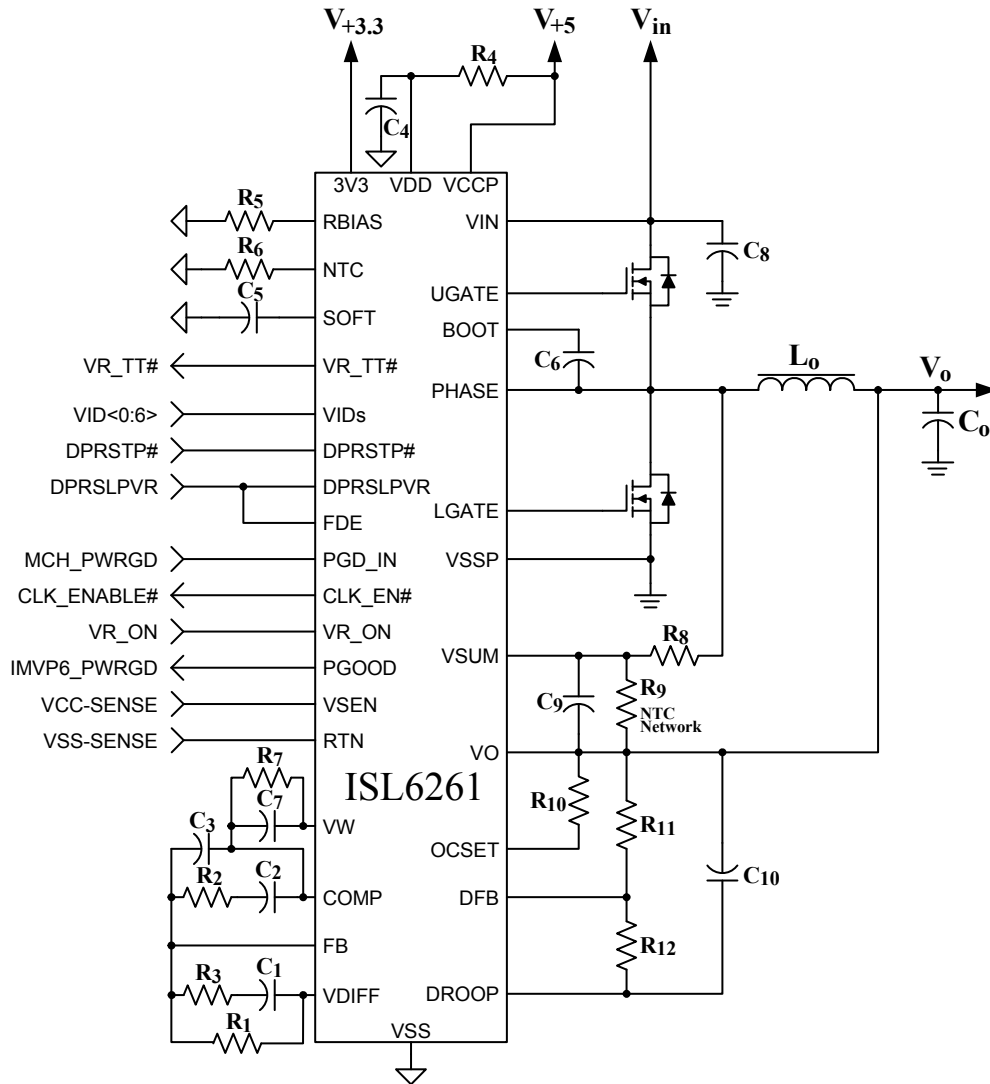 V+3.3
V+5
Vin
R4
C4
3V3
VDD
VCCP
R5
RBIAS
VIN
C8
R6
NTC
UGATE
C5
SOFT
BOOT
C6
VR_TT#
VR_TT#
PHASE
Lo
Vo
Co
VID<0:6>
VIDs
DPRSTP#
DPRSTP#
DPRSLPVR
DPRSLPVR
LGATE
FDE
MCH_PWRGD
PGD_IN
VSSP
CLK_ENABLE#
CLK_EN#
VR_ON
VR_ON
R8
IMVP6_PWRGD
PGOOD
VSUM
VCC-SENSE
VSEN
C9
R9
NTC
Network
VSS-SENSE
RTN
VO
R7
ISL6261
R10
C7
VW
R11
C3
OCSET
C10
R2
C2
COMP
DFB
FB
R12
R3
C1
VDIFF
DROOP
R1
VSS